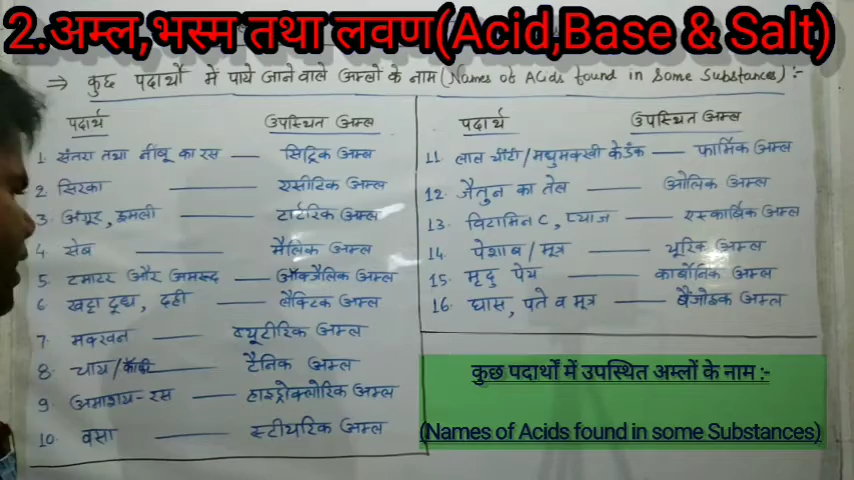 2.अम्ल,भस्म तथा लवण(Acid,Base & Salt)
⇒ कुछ पदार्थों में पाये जाने वाले अम्लों के नाम (Names of Acids found in Some Substances) :-
पदार्थ उपस्थित अम्ल
1. संतरा तथा नींबू का रस — सिट्रिक अम्ल
2 सिरका — एसीटिक अम्ल
3. अंगूर, इमली — टार्टरिक अम्ल
4. सेब — मैलिक अम्ल
5. टमाटर और अमरूद — ऑक्जैलिक अम्ल
6. खट्टा दूध, दही — लैक्टिक अम्ल
7. मक्खन — ब्यूटीरिक अम्ल
8. चाय/कॉफी — टैनिक अम्ल
9. अमाशय-रस — हाइड्रोक्लोरिक अम्ल
10. वसा — स्टीयरिक अम्ल
पदार्थ उपस्थित अम्ल
11. लाल चींटी/मधुमक्खी के डंक — फार्मिक अम्ल
12. जैतुन का तेल — ओलिक अम्ल
13. विटामिन C, प्याज — एस्कार्बिक अम्ल
14. पेशाब/मूत्र — यूरिक अम्ल
15. मृदु पेय — कार्बोनिक अम्ल
16. घास, पते व मूत्र — बेंजोइक अम्ल
कुछ पदार्थों में उपस्थित अम्लों के नाम :-
(Names of Acids found in some Substances)